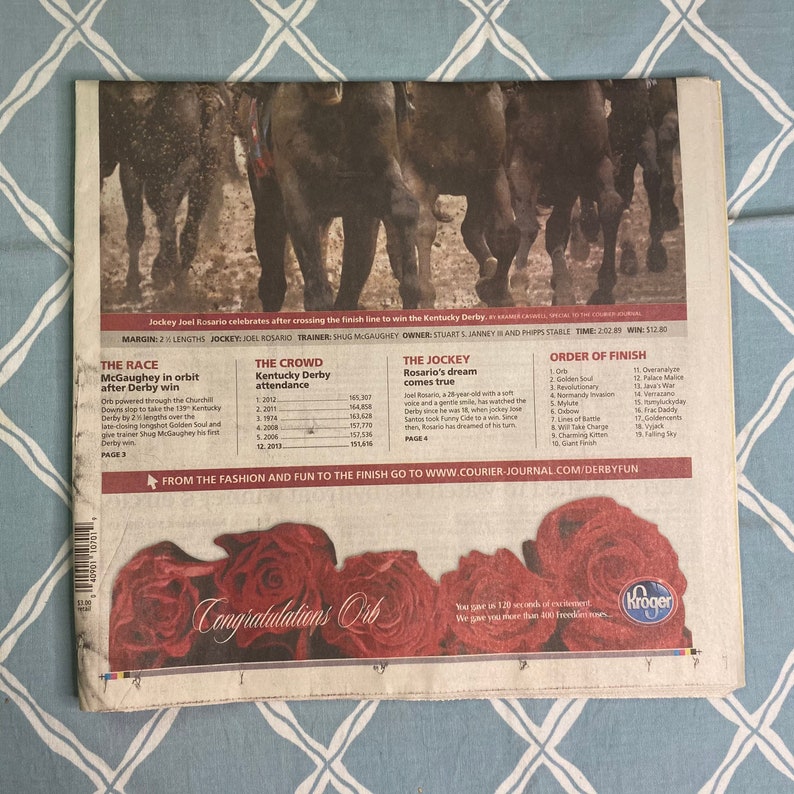 Jockey Joel Rosario celebrates after crossing the finish line to win the Kentucky Derby. BY KRAMER CASWELL, SPECIAL TO THE COURIER-JOURNAL
MARGIN: 2 ½ LENGTHS JOCKEY: JOEL ROSARIO TRAINER: SHUG McGAUGHEY OWNER: STUART S. JANNEY III AND PHIPPS STABLE TIME: 2:02.89 WIN: $12.80
THE RACE
McGaughey in orbit
after Derby win
Orb powered through the Churchill
Downs slop to take the 139th Kentucky
Derby by 2 ½ lengths over the
late-closing longshot Golden Soul and
give trainer Shug McGaughey his first
Derby win.
PAGE 3
THE CROWD
Kentucky Derby
attendance
1. 2012 165,307
2. 2011 164,858
3. 1974 163,628
4. 2008 157,770
5. 2006 157,536
12. 2013 151,616
THE JOCKEY
Rosario's dream
comes true
Joel Rosario, a 28-year-old with a soft
voice and a gentle smile, has watched the
Derby since he was 18, when jockey Jose
Santos took Funny Cide to a win. Since
then, Rosario has dreamed of his turn.
PAGE 4
ORDER OF FINISH
1. Orb
2. Golden Soul
3. Revolutionary
4. Normandy Invasion
5. Mylute
6. Oxbow
7. Lines of Battle
8. Will Take Charge
9. Charming Kitten
10. Giant Finish
11. Overanalyze
12. Palace Malice
13. Java's War
14. Verrazano
15. Itsmyluckyday
16. Frac Daddy
17. Goldencents
18. Vyjack
19. Falling Sky
FROM THE FASHION AND FUN TO THE FINISH GO TO WWW.COURIER-JOURNAL.COM/DERBYFUN
0 40901 10701 9
$3.00
retail
Congratulations Orb
You gave us 120 seconds of excitement.
We gave you more than 400 Freedom roses...
Kroger